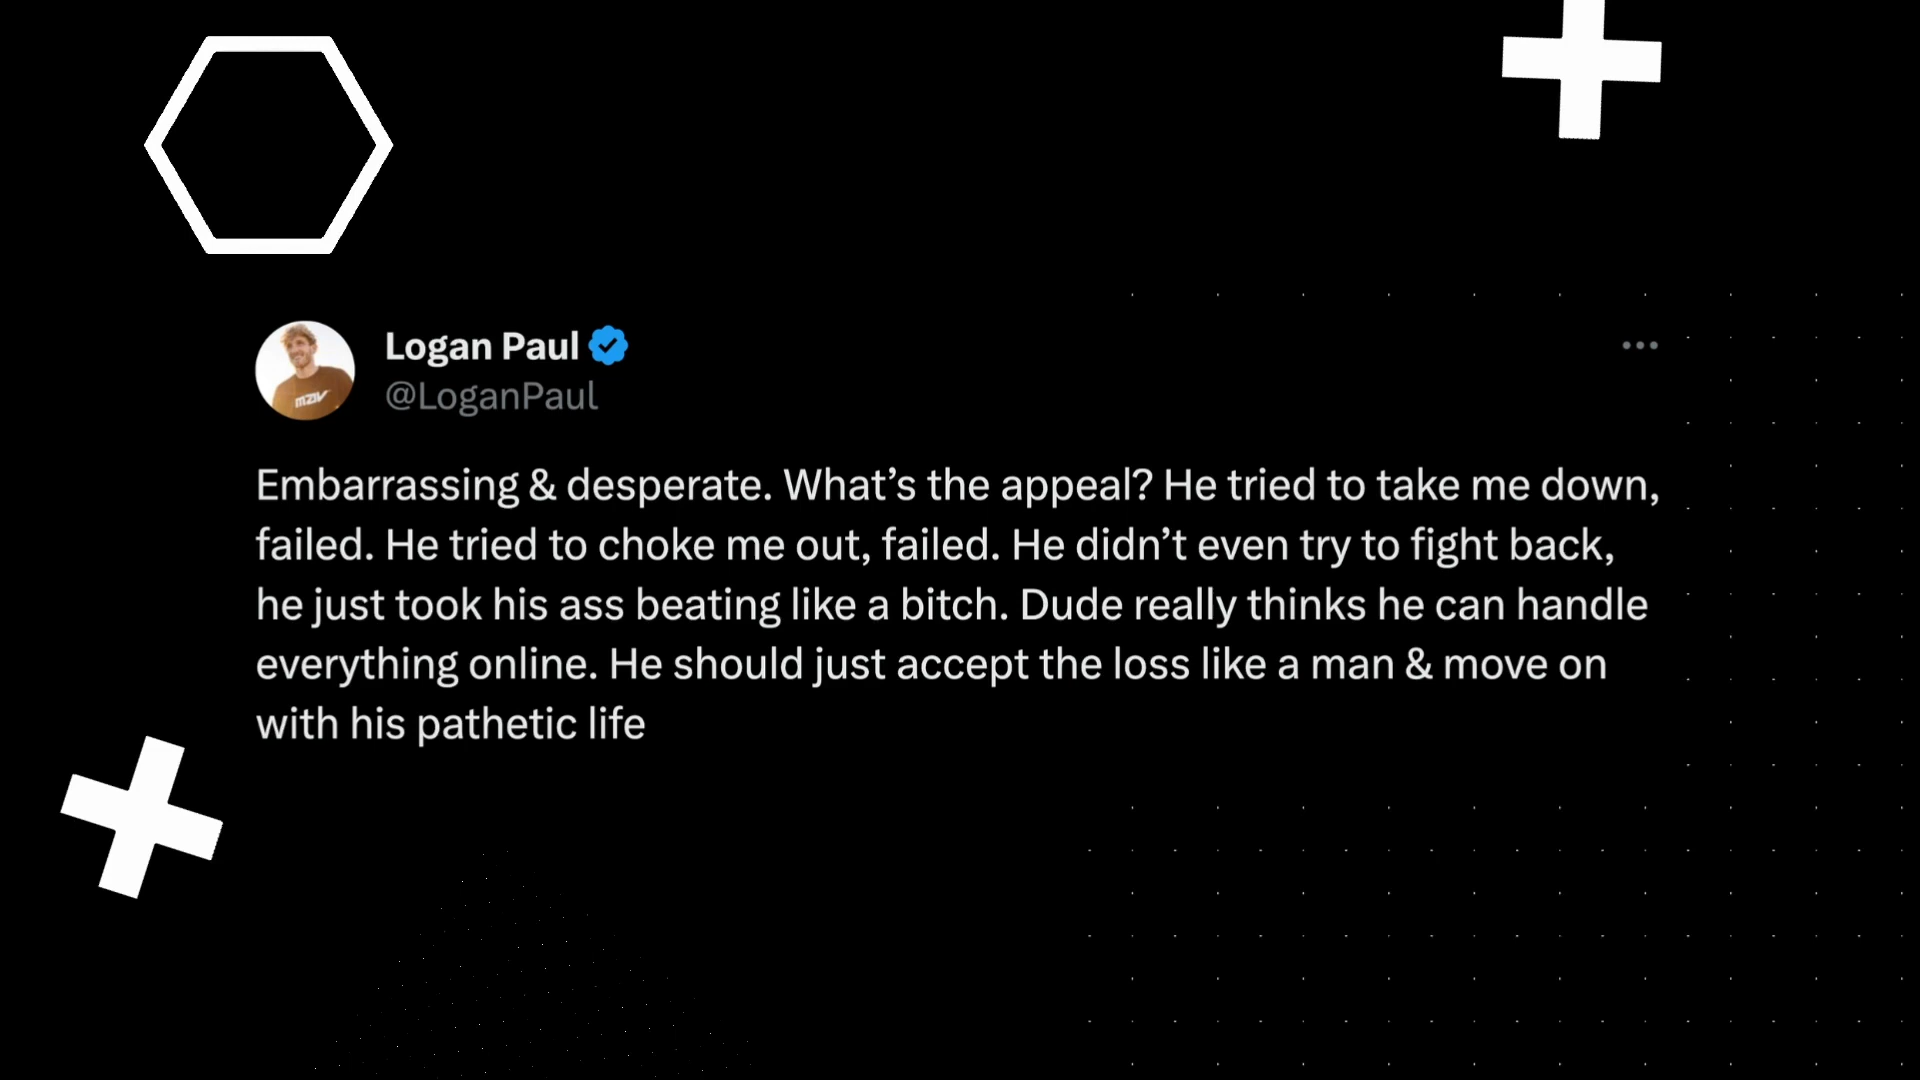 Logan Paul
@LoganPaul
Embarrassing & desperate. What’s the appeal? He tried to take me down,
failed. He tried to choke me out, failed. He didn’t even try to fight back,
he just took his ass beating like a bitch. Dude really thinks he can handle
everything online. He should just accept the loss like a man & move on
with his pathetic life